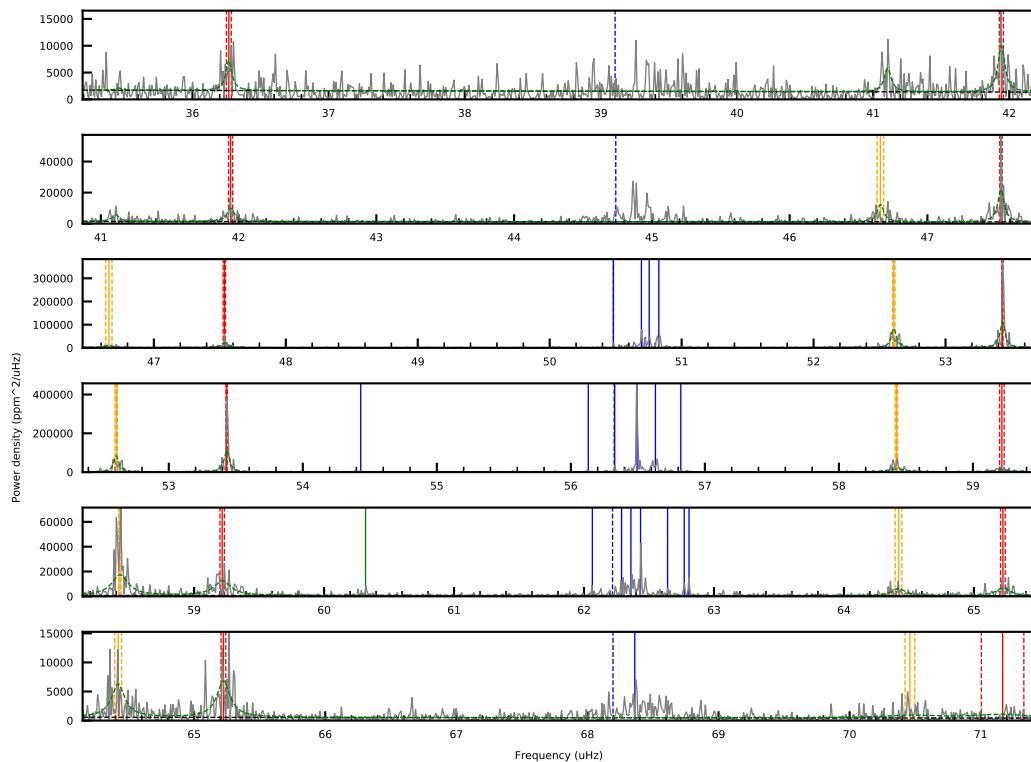 15000
10000
5000
0
36 37 38 39 40 41 42
40000
20000
0
41 42 43 44 45 46 47
300000
200000
100000
0
47 48 49 50 51 52 53
Power density (ppm^2/uHz)
400000
200000
0
53 54 55 56 57 58 59
60000
40000
20000
0
59 60 61 62 63 64 65
15000
10000
5000
0
65 66 67 68 69 70 71
Frequency (uHz)